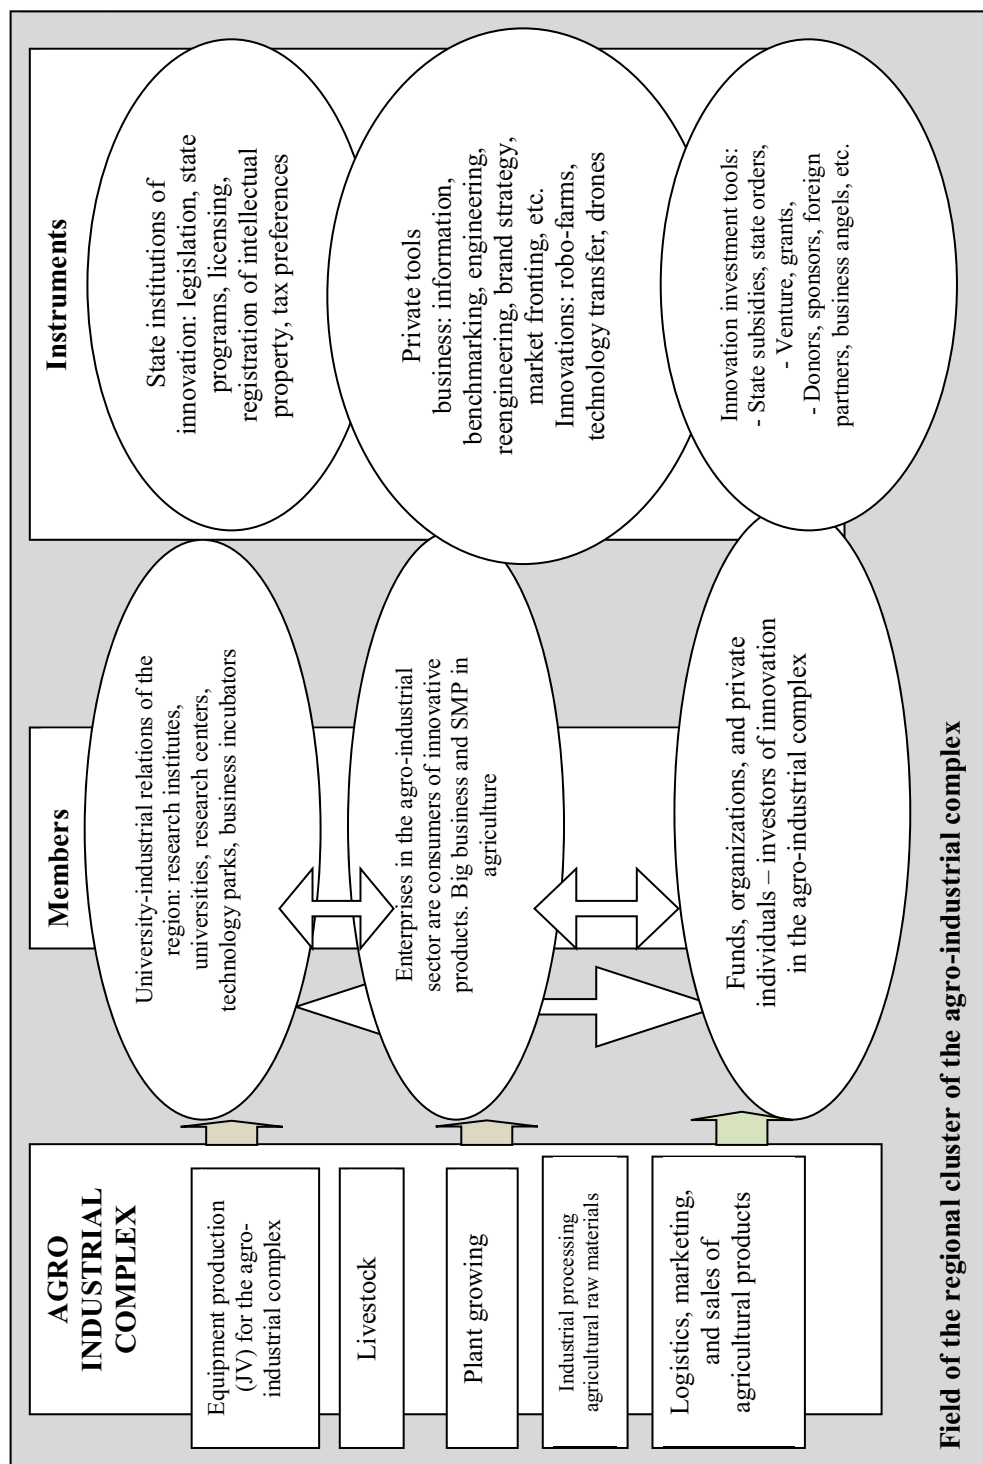 AGRO
INDUSTRIAL
COMPLEX
Equipment production
(JV) for the agro-
industrial complex
Livestock
Plant growing
Industrial processing
agricultural raw materials
Logistics, marketing,
and sales of
agricultural products
Members
University-industrial relations of the
region: research institutes,
universities, research centers,
technology parks, business incubators
Enterprises in the agro-industrial
sector are consumers of innovative
products. Big business and SMP in
agriculture
Funds, organizations, and private
individuals – investors of innovation
in the agro-industrial complex
Instruments
State institutions of
innovation: legislation, state
programs, licensing,
registration of intellectual
property, tax preferences
Private tools
business: information,
benchmarking, engineering,
reengineering, brand strategy,
market fronting, etc.
Innovations: robo-farms,
technology transfer, drones
Innovation investment tools:
- State subsidies, state orders,
- Venture, grants,
- Donors, sponsors, foreign
partners, business angels, etc.
Field of the regional cluster of the agro-industrial complex